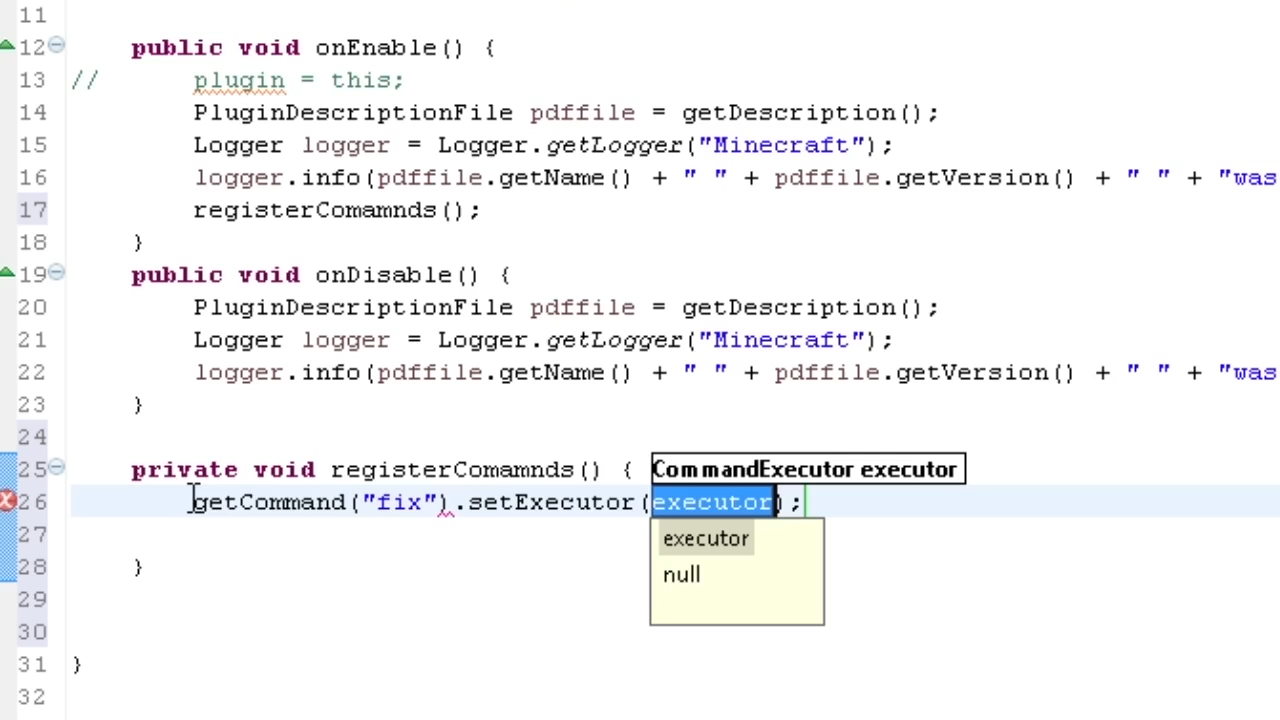 11
12 public void onEnable() {
13 // plugin = this;
14 PluginDescriptionFile pdffile = getDescription();
15 Logger logger = Logger.getLogger("Minecraft");
16 logger.info(pdffile.getName() + " " + pdffile.getVersion() + " " + "was
17 registerComamnds();
18 }
19 public void onDisable() {
20 PluginDescriptionFile pdffile = getDescription();
21 Logger logger = Logger.getLogger("Minecraft");
22 logger.info(pdffile.getName() + " " + pdffile.getVersion() + " " + "was
23 }
24
25 private void registerComamnds() { CommandExecutor executor
26 getCommand("fix").setExecutor(executor);
27 executor
null
28 }
29
30
31 }
32